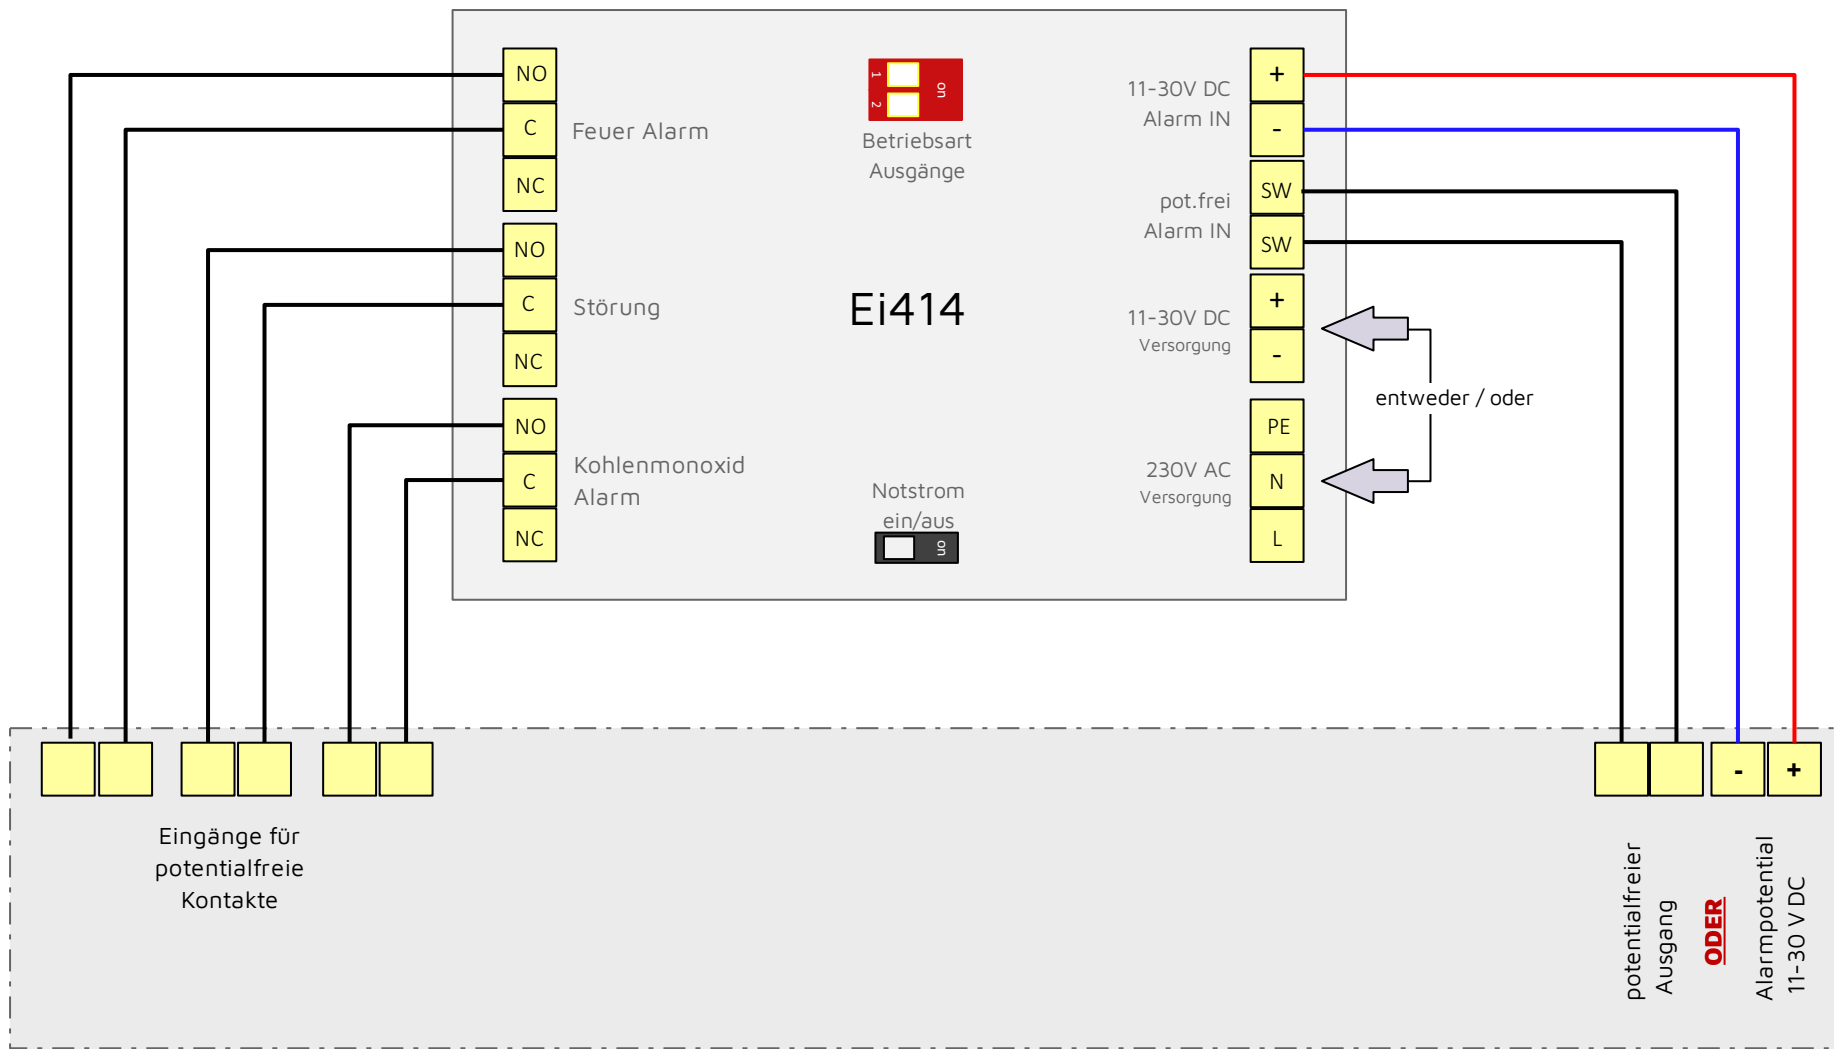 NO
C
NC
Feuer Alarm
NO
C
NC
Störung
NO
C
NC
Kohlenmonoxid
Alarm
1
2
on
Betriebsart
Ausgänge
Ei414
Notstrom
ein/aus
on
11-30V DC
Alarm IN
+
-
pot.frei
Alarm IN
SW
SW
11-30V DC
Versorgung
+
-
entweder / oder
230V AC
Versorgung
PE
N
L
Eingänge für
potentialfreie
Kontakte
-
+
potentialfreier
Ausgang
ODER
Alarmpotential
11-30 V DC